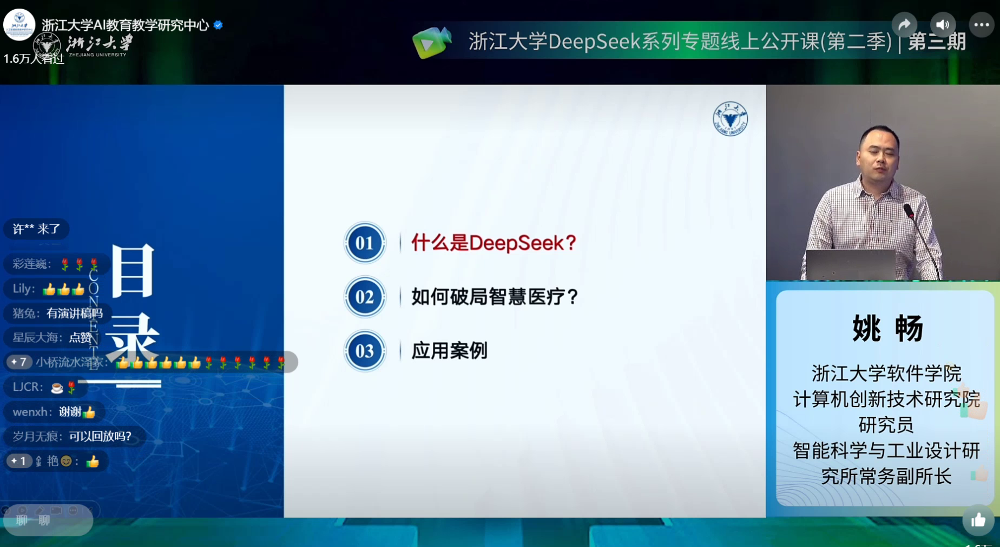 浙江大学AI教育教学研究中心
浙江大学
ZHEJIANG UNIVERSITY
1.6万人看过
浙江大学DeepSeek系列专题线上公开课(第二季) | 第三期
目录
CONTENT
01 什么是DeepSeek?
02 如何破局智慧医疗?
03 应用案例
许** 来了
彩莲巍: 🌹🌹🌹
Lily: 👍👍👍
猪兔: 有演讲稿吗
星辰大海: 点赞
+7 小桥流水泽家: 👍👍👍👍👍👍🌹🌹🌹🌹🌹🌹
LJCR: ☕🌹
wenxh: 谢谢👍
岁月无痕: 可以回放吗?
+1 艳😊: 👍
聊一聊
姚 畅
浙江大学软件学院
计算机创新技术研究院
研究员
智能科学与工业设计研
究所常务副所长